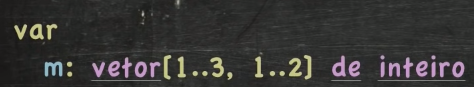 var
m: vetor[1..3, 1..2] de inteiro